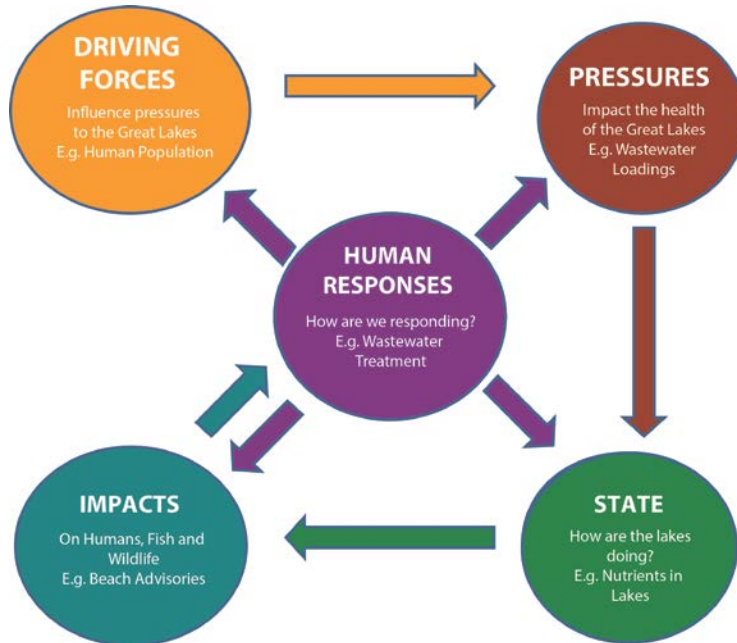 DRIVING
FORCES
Influence pressures
to the Great Lakes
E.g. Human Population
PRESSURES
Impact the health
of the Great Lakes
E.g. Wastewater
Loadings
HUMAN
RESPONSES
How are we responding?
E.g. Wastewater
Treatment
IMPACTS
On Humans, Fish and
Wildlife
E.g. Beach Advisories
STATE
How are the lakes
doing?
E.g. Nutrients in
Lakes